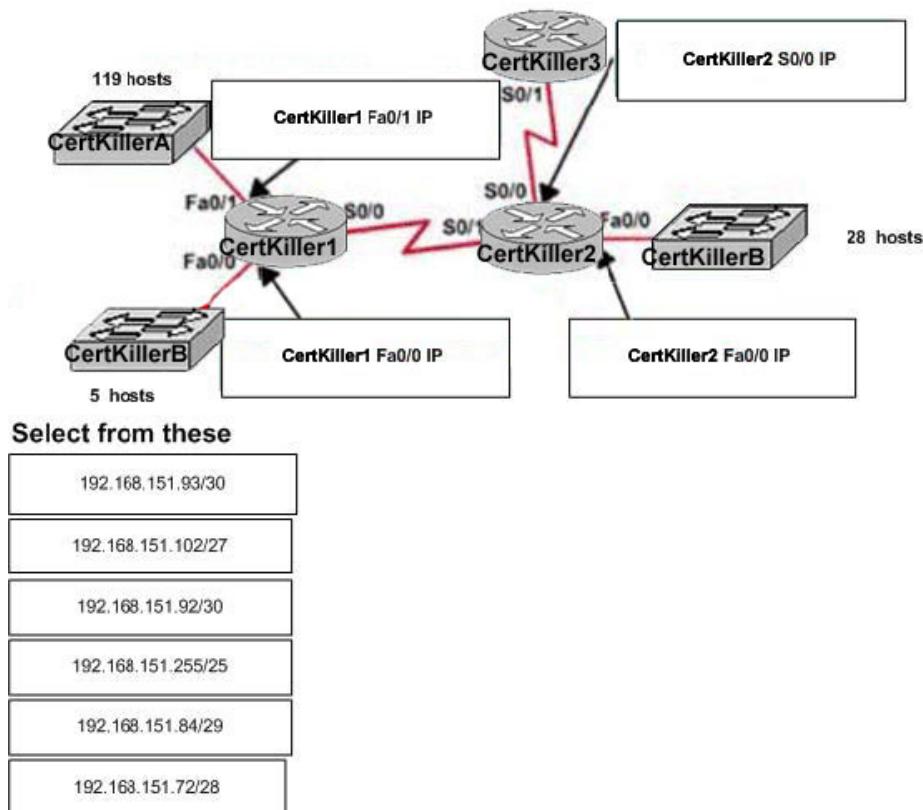 CertKiller3
CertKiller2 S0/0 IP
119 hosts
S0/1
CertKillerA
CertKiller1 Fa0/1 IP
Fa0/1
S0/0
S0/0
S0/1
Fa0/0
CertKiller1
CertKiller2
CertKillerB
28 hosts
Fa0/0
CertKillerB
CertKiller1 Fa0/0 IP
CertKiller2 Fa0/0 IP
5 hosts
Select from these
192.168.151.93/30
192.168.151.102/27
192.168.151.92/30
192.168.151.255/25
192.168.151.84/29
192.168.151.72/28